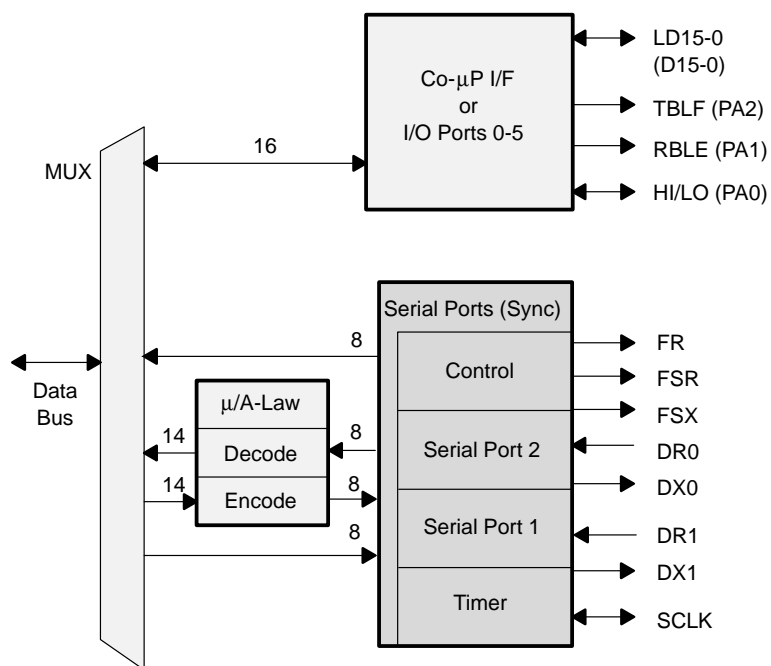 Co-μP I/F
or
I/O Ports 0-5
LD15-0
(D15-0)
TBLF (PA2)
RBLE (PA1)
HI/LO (PA0)
MUX
16
Serial Ports (Sync)
8
Control
FR
FSR
FSX
Data
Bus
μ/A-Law
14
Decode
8
Serial Port 2
DR0
14
Encode
8
DX0
8
Serial Port 1
DR1
DX1
Timer
SCLK